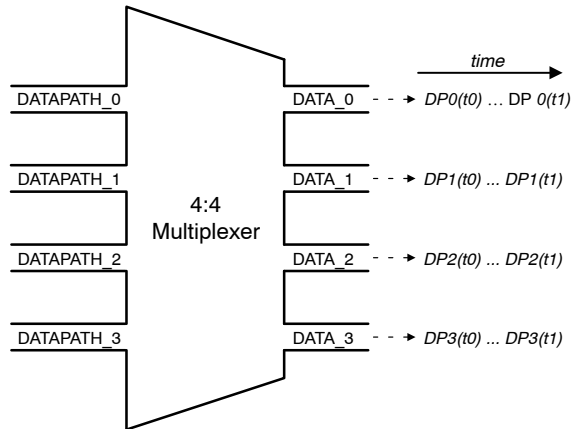 time
DATAPATH_0 DATA_0 DP0(t0) … DP 0(t1)
DATAPATH_1 DATA_1 DP1(t0) ... DP1(t1)
4:4
Multiplexer
DATAPATH_2 DATA_2 DP2(t0) ... DP2(t1)
DATAPATH_3 DATA_3 DP3(t0) ... DP3(t1)